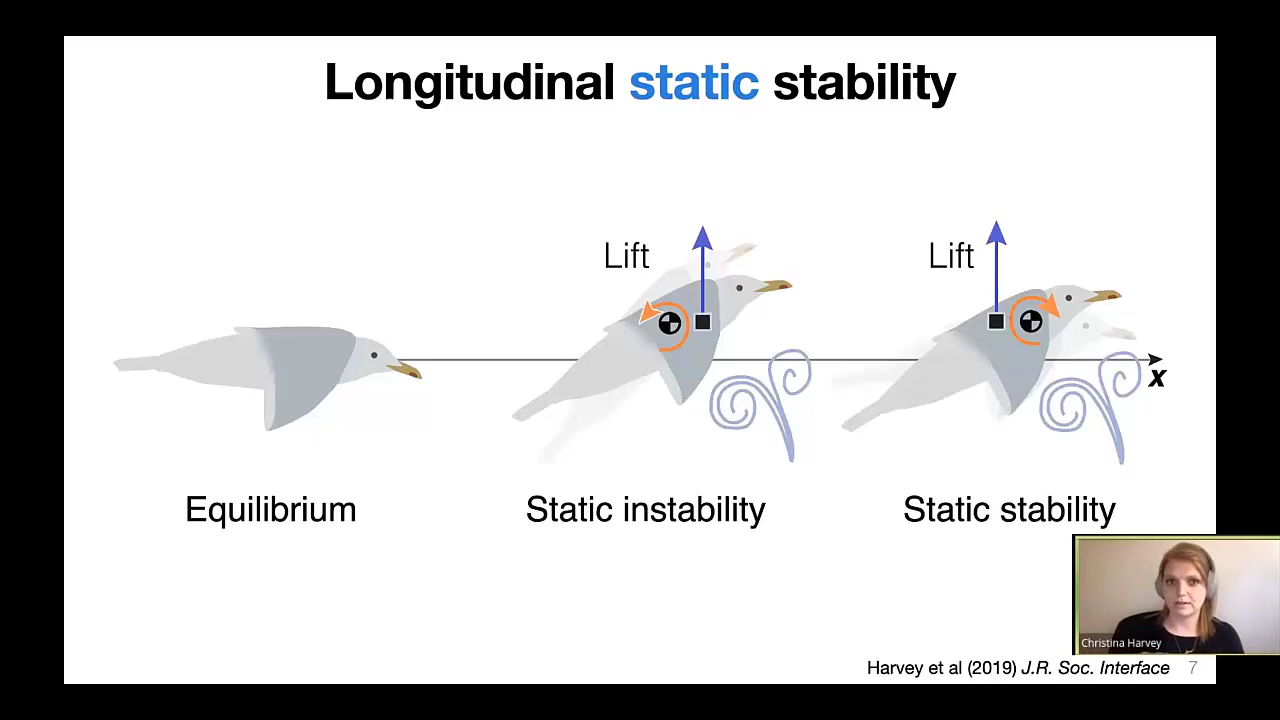 Longitudinal static stability
Lift
Lift
x
Equilibrium
Static instability
Static stability
Christina Harvey
Harvey et al (2019) J.R. Soc. Interface 7